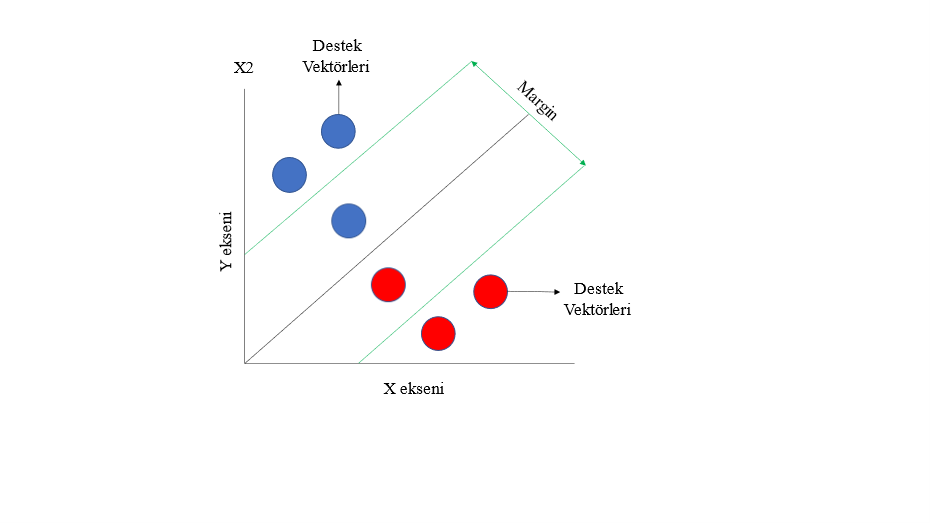 Destek
Vektörleri
X2
Margin
Y ekseni
Destek
Vektörleri
X ekseni